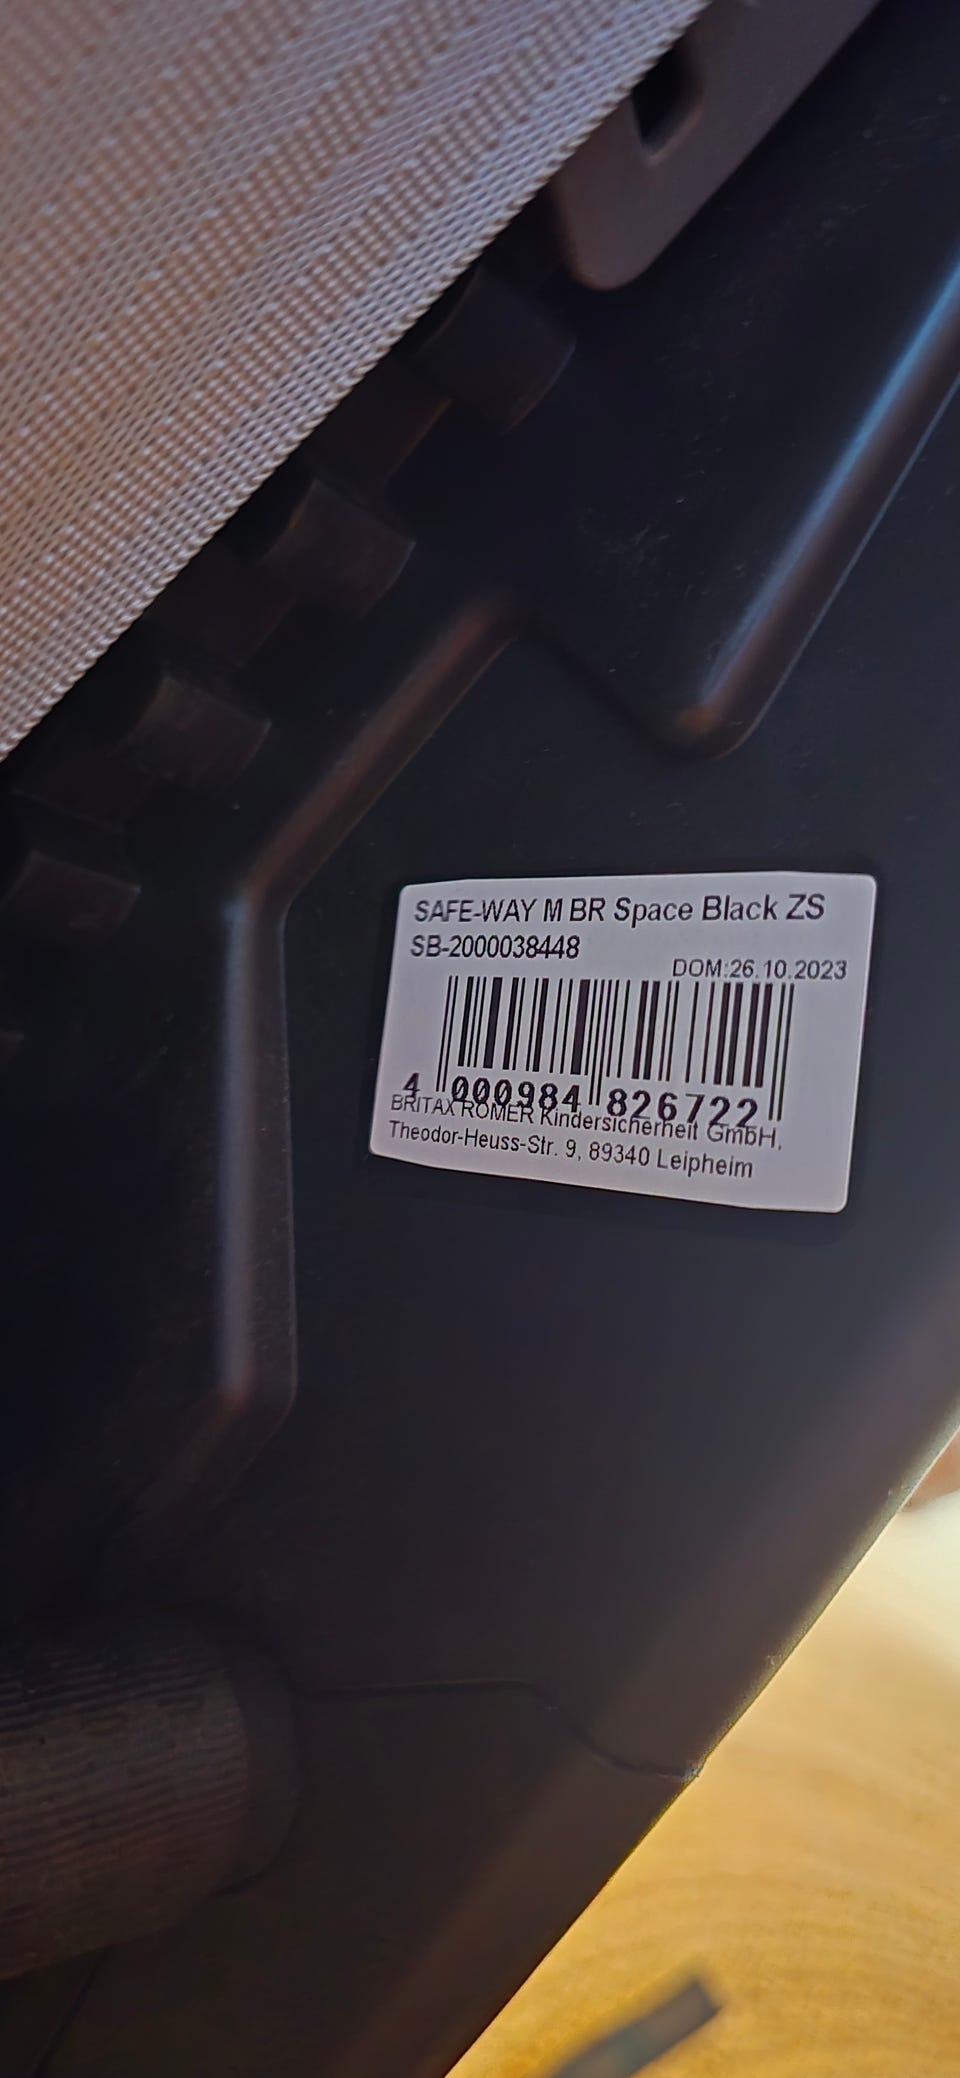 SAFE-WAY M BR Space Black ZS
SB-2000038448
DOM:26.10.2023
4 000984 826722
BRITAX RÖMER Kindersicherheit GmbH,
Theodor-Heuss-Str. 9, 89340 Leipheim